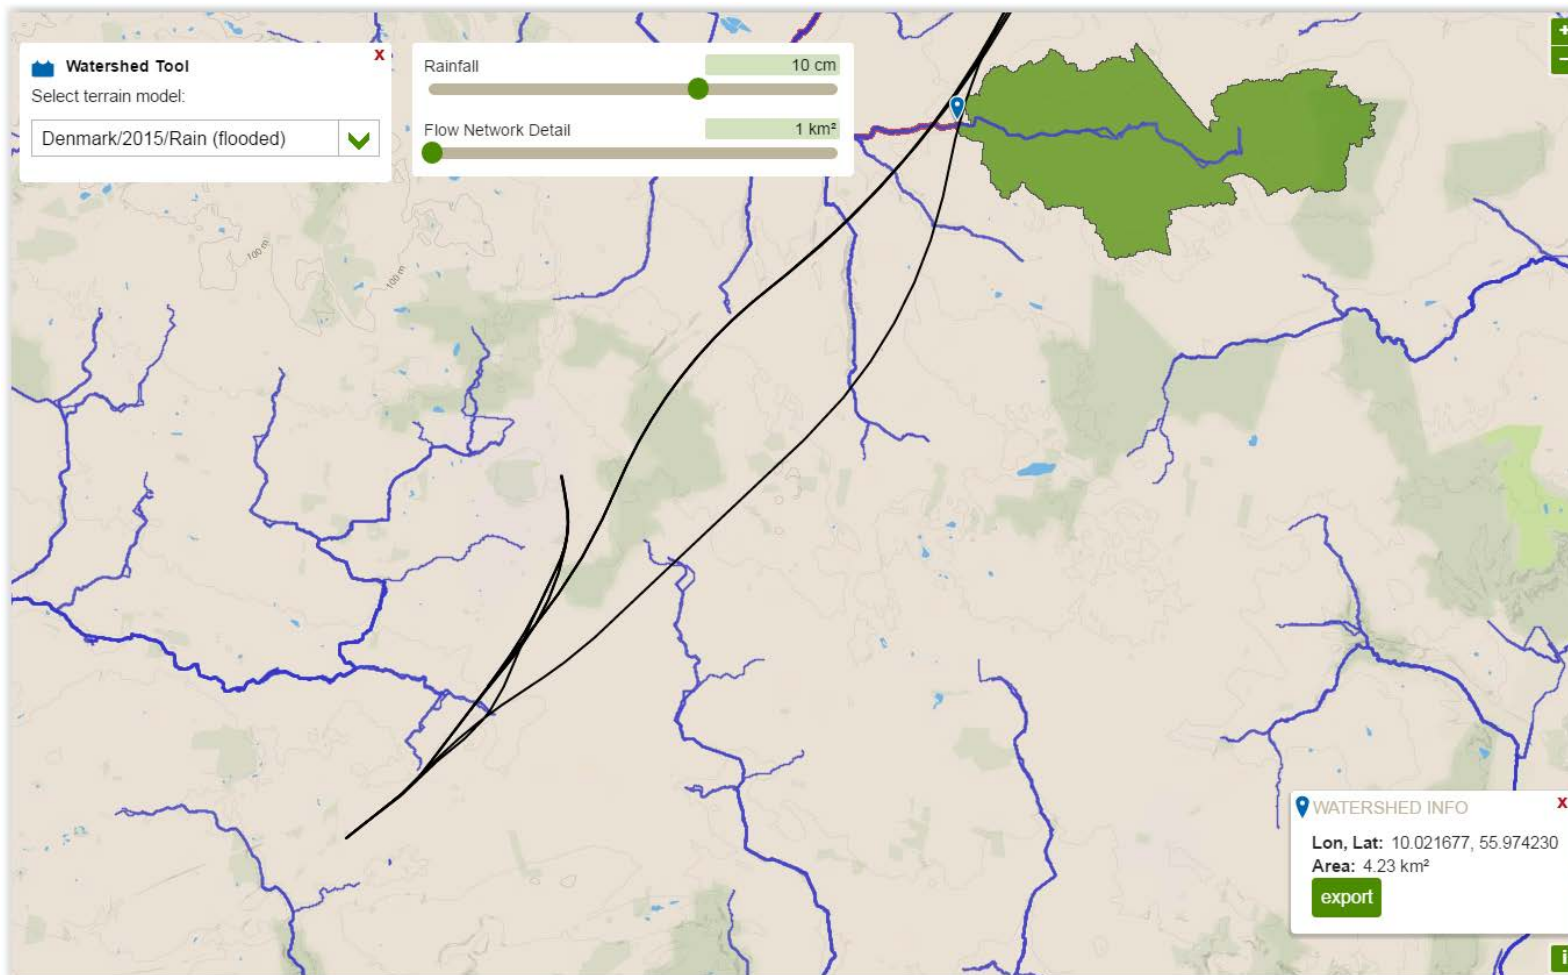 Watershed Tool
x
Select terrain model:
Denmark/2015/Rain (flooded)
Rainfall
10 cm
Flow Network Detail
1 km²
+
−
100 m
100 m
WATERSHED INFO
x
Lon, Lat: 10.021677, 55.974230
Area: 4.23 km²
export
i